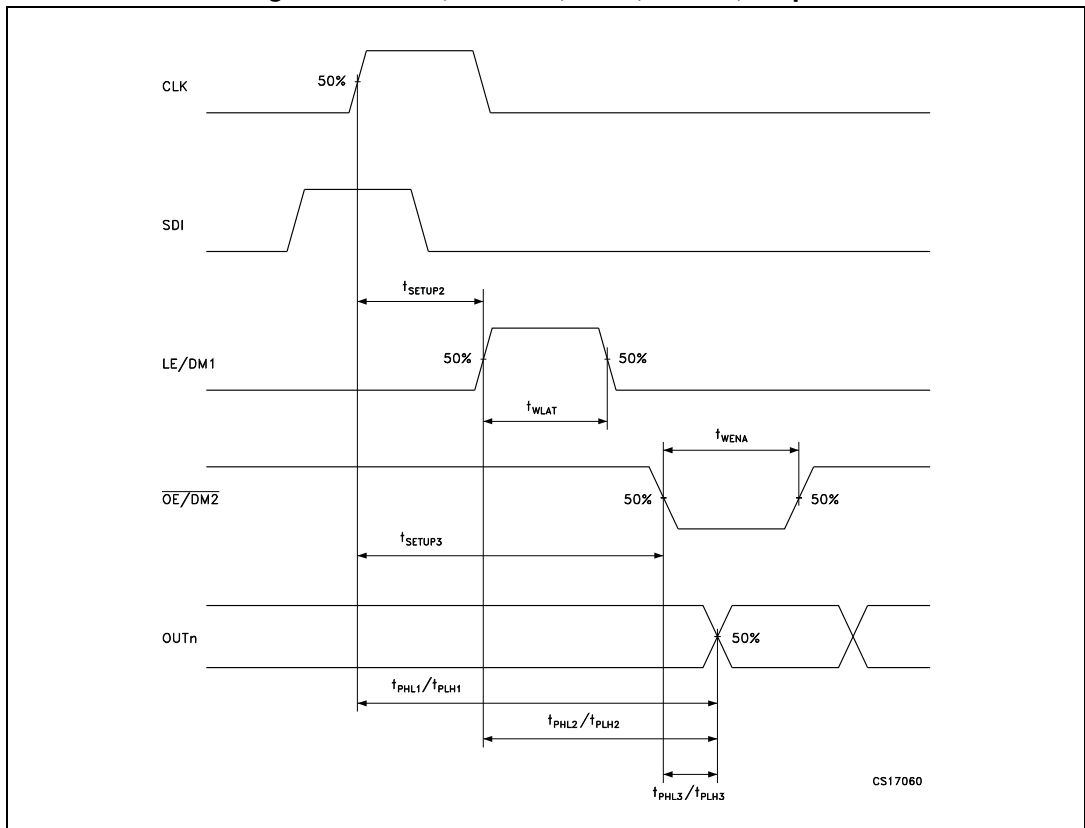 CLK
50%
SDI
tSETUP2
LE/DM1
50%
50%
tWLAT
tWENA
OE/DM2
50%
50%
tSETUP3
OUTn
50%
tPHL1/tPLH1
tPHL2/tPLH2
tPHL3/tPLH3
CS17060